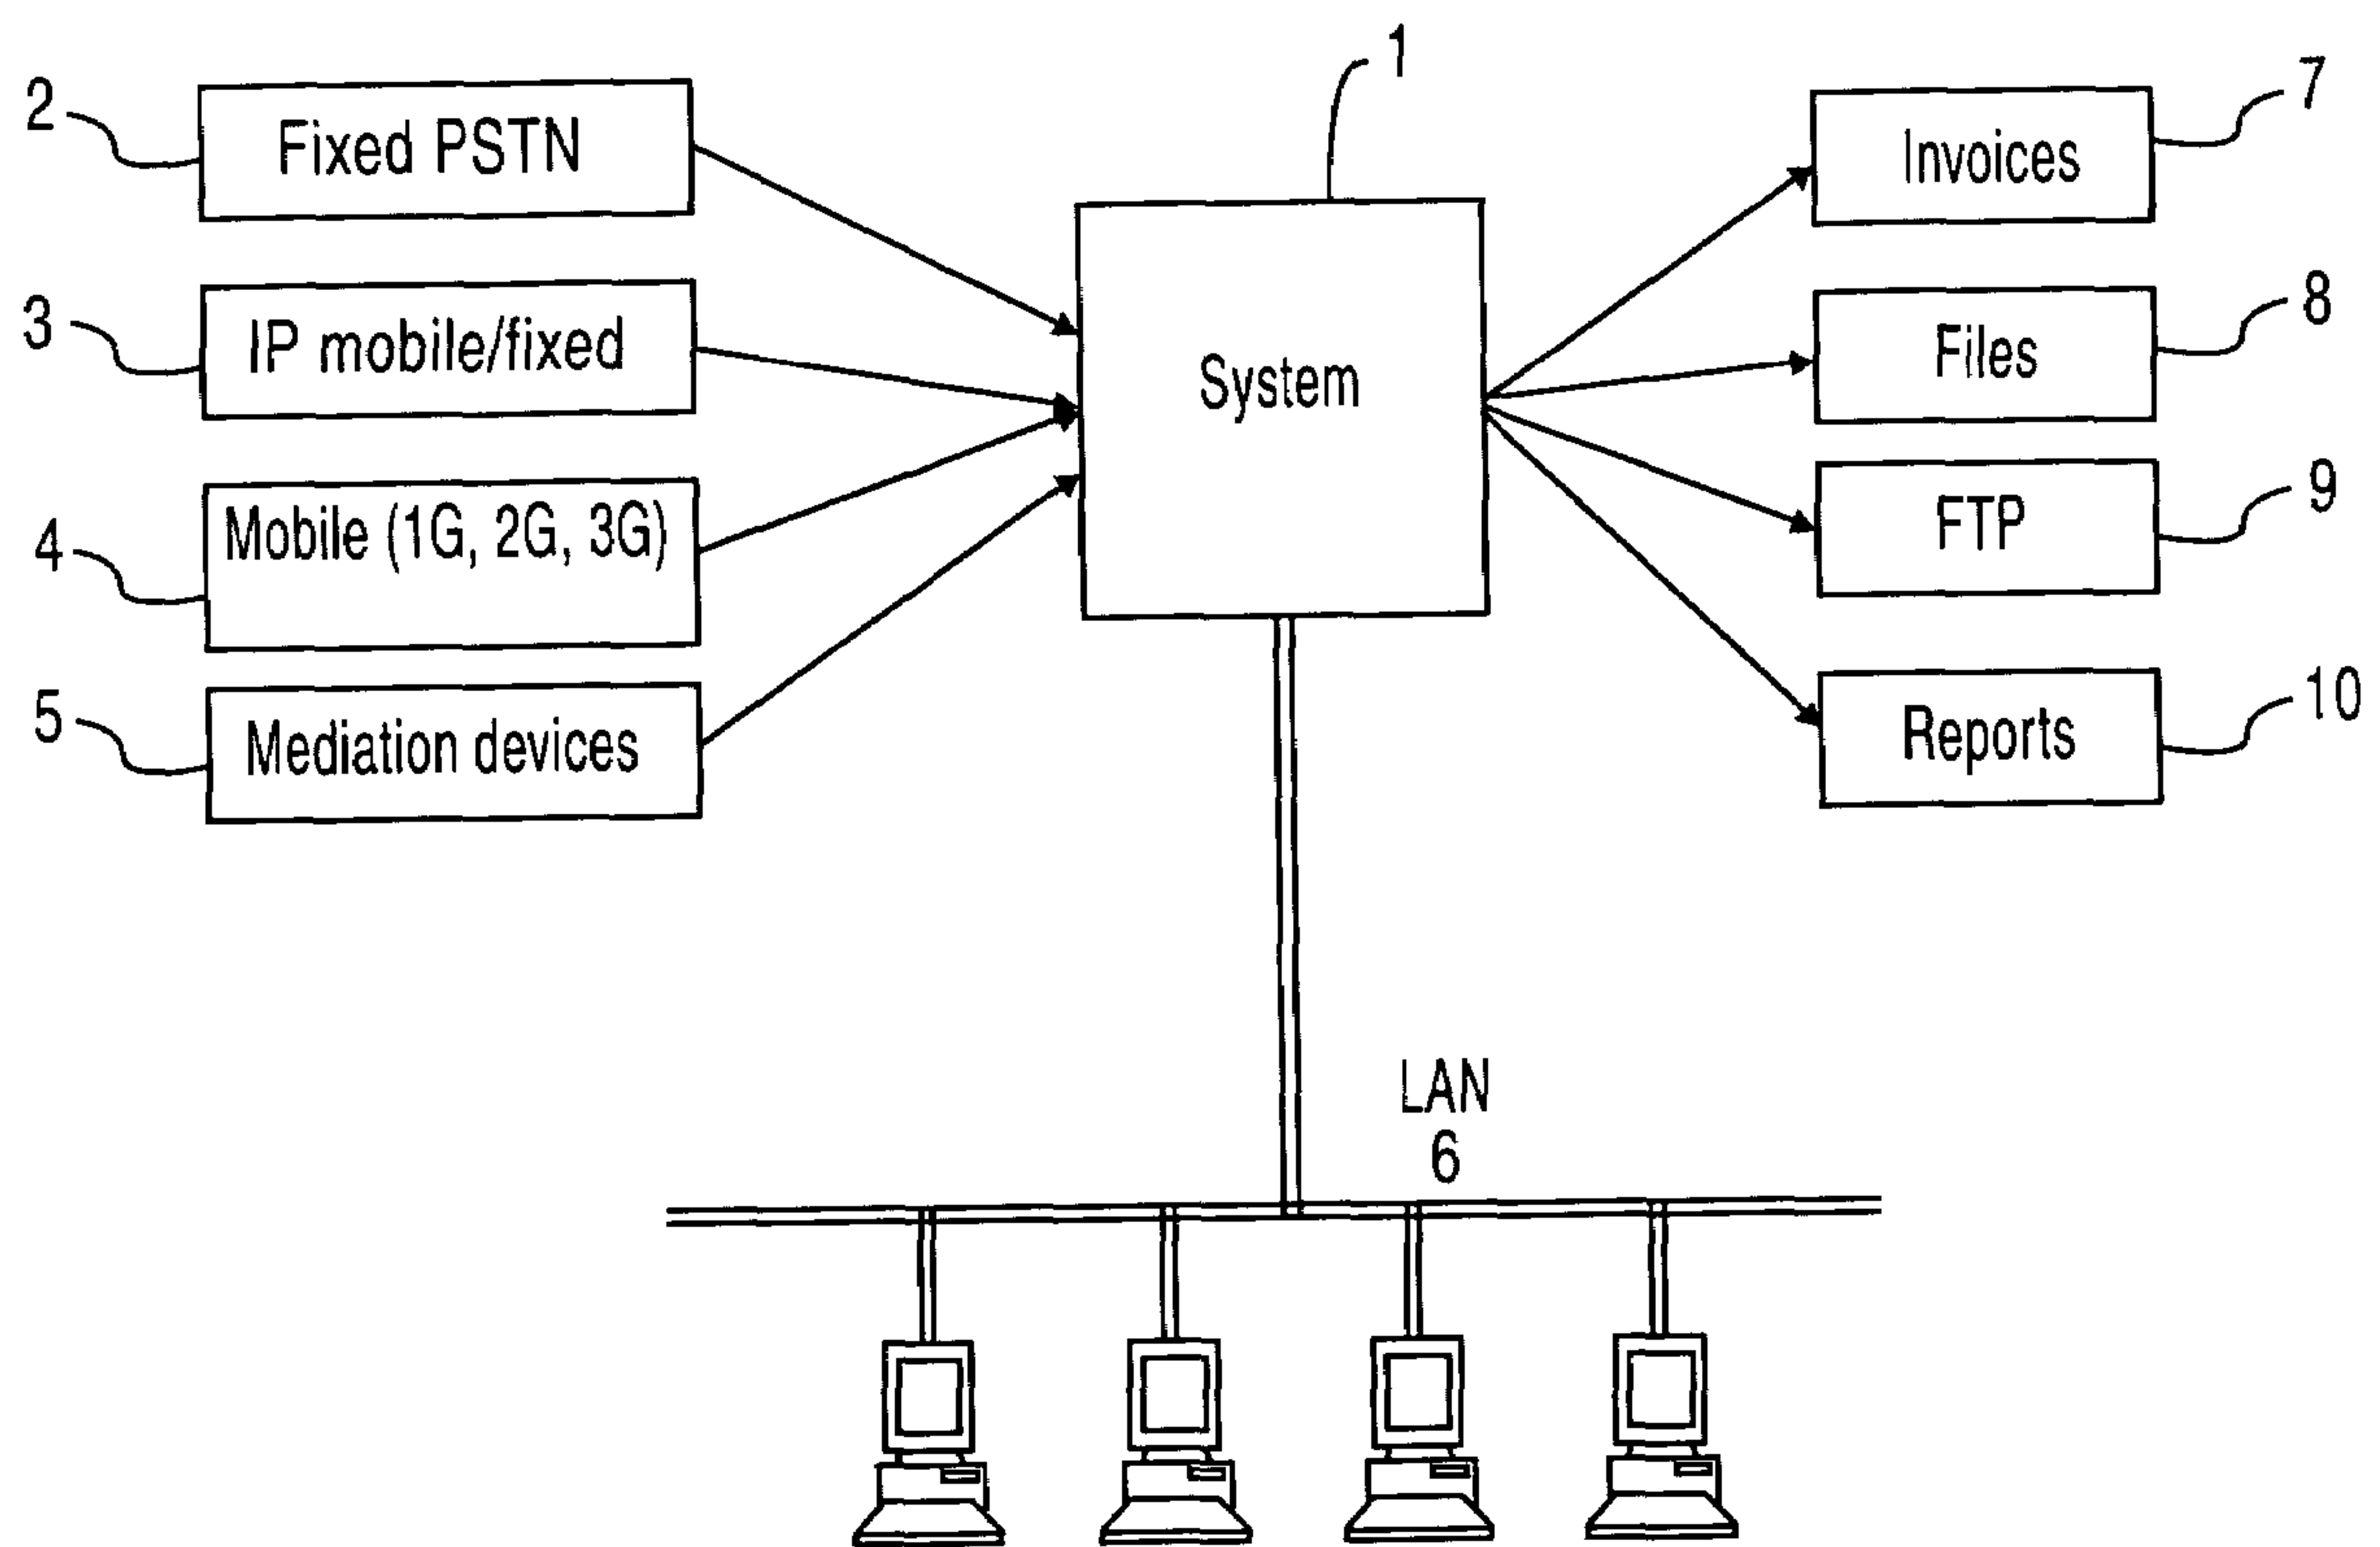 1
2
Fixed PSTN
3
IP mobile/fixed
4
Mobile (1G, 2G, 3G)
5
Mediation devices
System
Invoices
7
Files
8
FTP
9
Reports
10
LAN
6